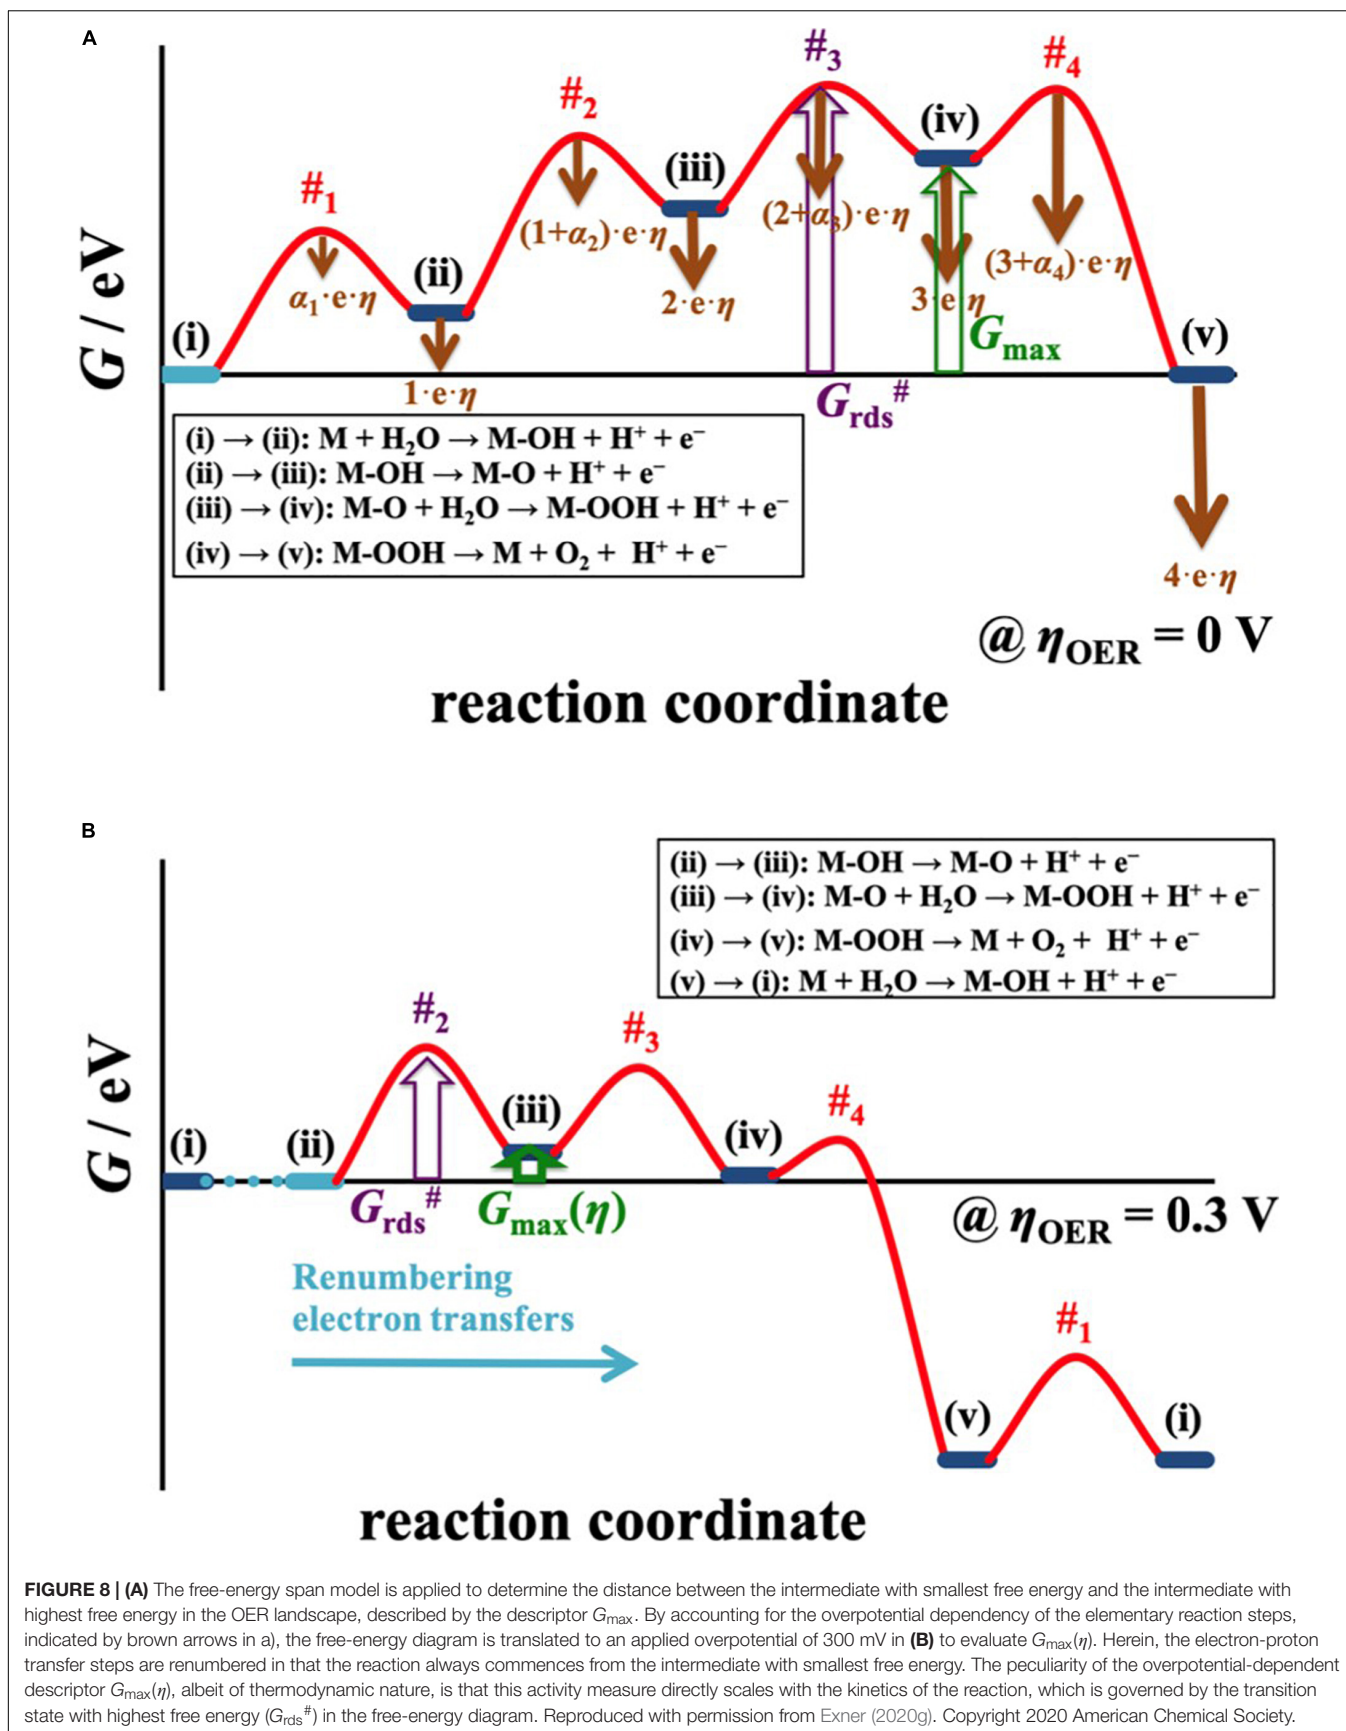 A
#3
#4
#2
(iv)
(iii)
#1
(2+α3)·e·η
(1+α2)·e·η
(3+α4)·e·η
(ii)
α1·e·η
2·e·η
3·e·η
(i)
Gmax
(v)
G / eV
1·e·η
Grds#
(i) → (ii): M + H2O → M-OH + H+ + e−
(ii) → (iii): M-OH → M-O + H+ + e−
(iii) → (iv): M-O + H2O → M-OOH + H+ + e−
(iv) → (v): M-OOH → M + O2 + H+ + e−
4·e·η
@ ηOER = 0 V
reaction coordinate
B
(ii) → (iii): M-OH → M-O + H+ + e−
(iii) → (iv): M-O + H2O → M-OOH + H+ + e−
(iv) → (v): M-OOH → M + O2 + H+ + e−
(v) → (i): M + H2O → M-OH + H+ + e−
#2
#3
#4
G / eV
(i)
(ii)
(iii)
(iv)
Grds#
Gmax(η)
@ ηOER = 0.3 V
Renumbering
electron transfers
#1
(v)
(i)
reaction coordinate
FIGURE 8 | (A) The free-energy span model is applied to determine the distance between the intermediate with smallest free energy and the intermediate with
highest free energy in the OER landscape, described by the descriptor Gmax. By accounting for the overpotential dependency of the elementary reaction steps,
indicated by brown arrows in a), the free-energy diagram is translated to an applied overpotential of 300 mV in (B) to evaluate Gmax(η). Herein, the electron-proton
transfer steps are renumbered in that the reaction always commences from the intermediate with smallest free energy. The peculiarity of the overpotential-dependent
descriptor Gmax(η), albeit of thermodynamic nature, is that this activity measure directly scales with the kinetics of the reaction, which is governed by the transition
state with highest free energy (Grds#) in the free-energy diagram. Reproduced with permission from Exner (2020g). Copyright 2020 American Chemical Society.